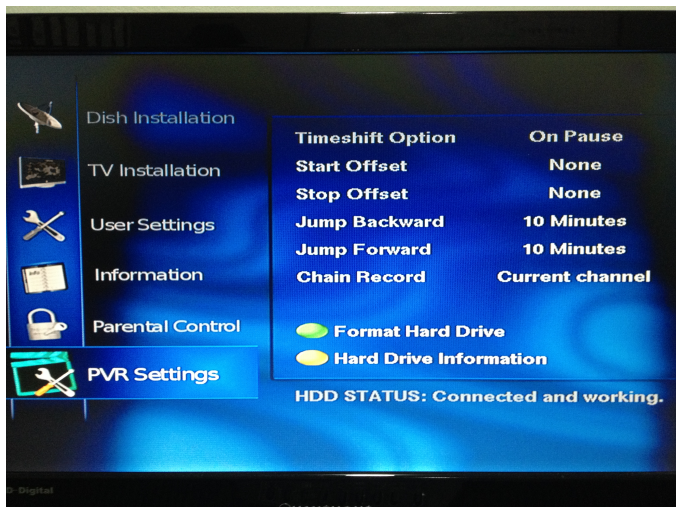 Dish Installation
TV Installation
User Settings
Information
Parental Control
PVR Settings
Timeshift Option On Pause
Start Offset None
Stop Offset None
Jump Backward 10 Minutes
Jump Forward 10 Minutes
Chain Record Current channel
Format Hard Drive
Hard Drive Information
HDD STATUS: Connected and working.
D-Digital